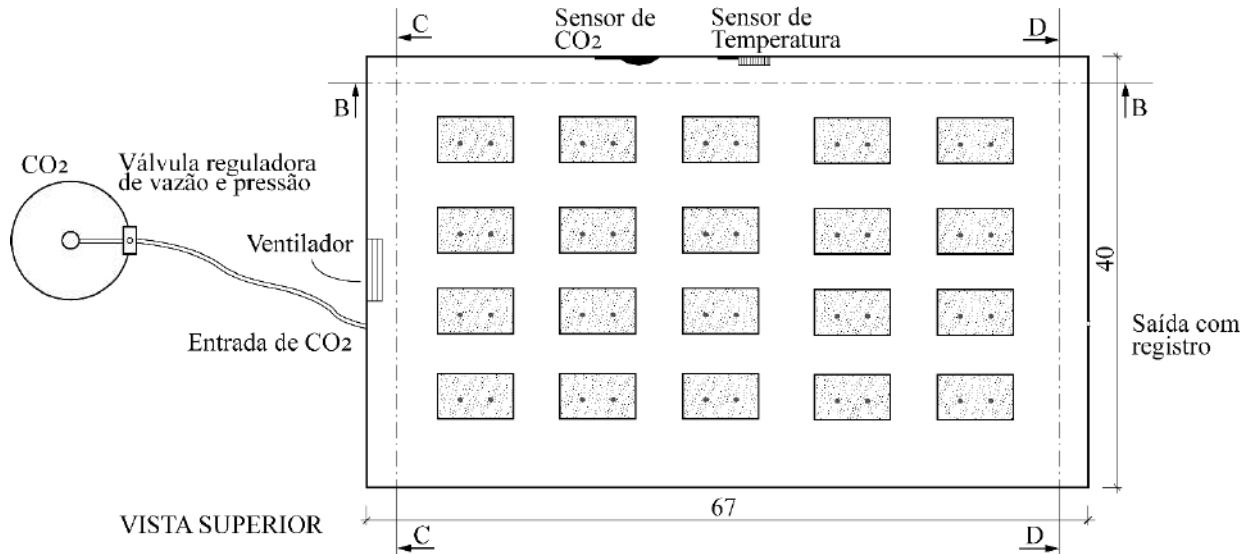 C
Sensor de
CO2
Sensor de
Temperatura
D
B
B
CO2
Válvula reguladora
de vazão e pressão
Ventilador
40
Entrada de CO2
Saída com
registro
67
VISTA SUPERIOR
C
D